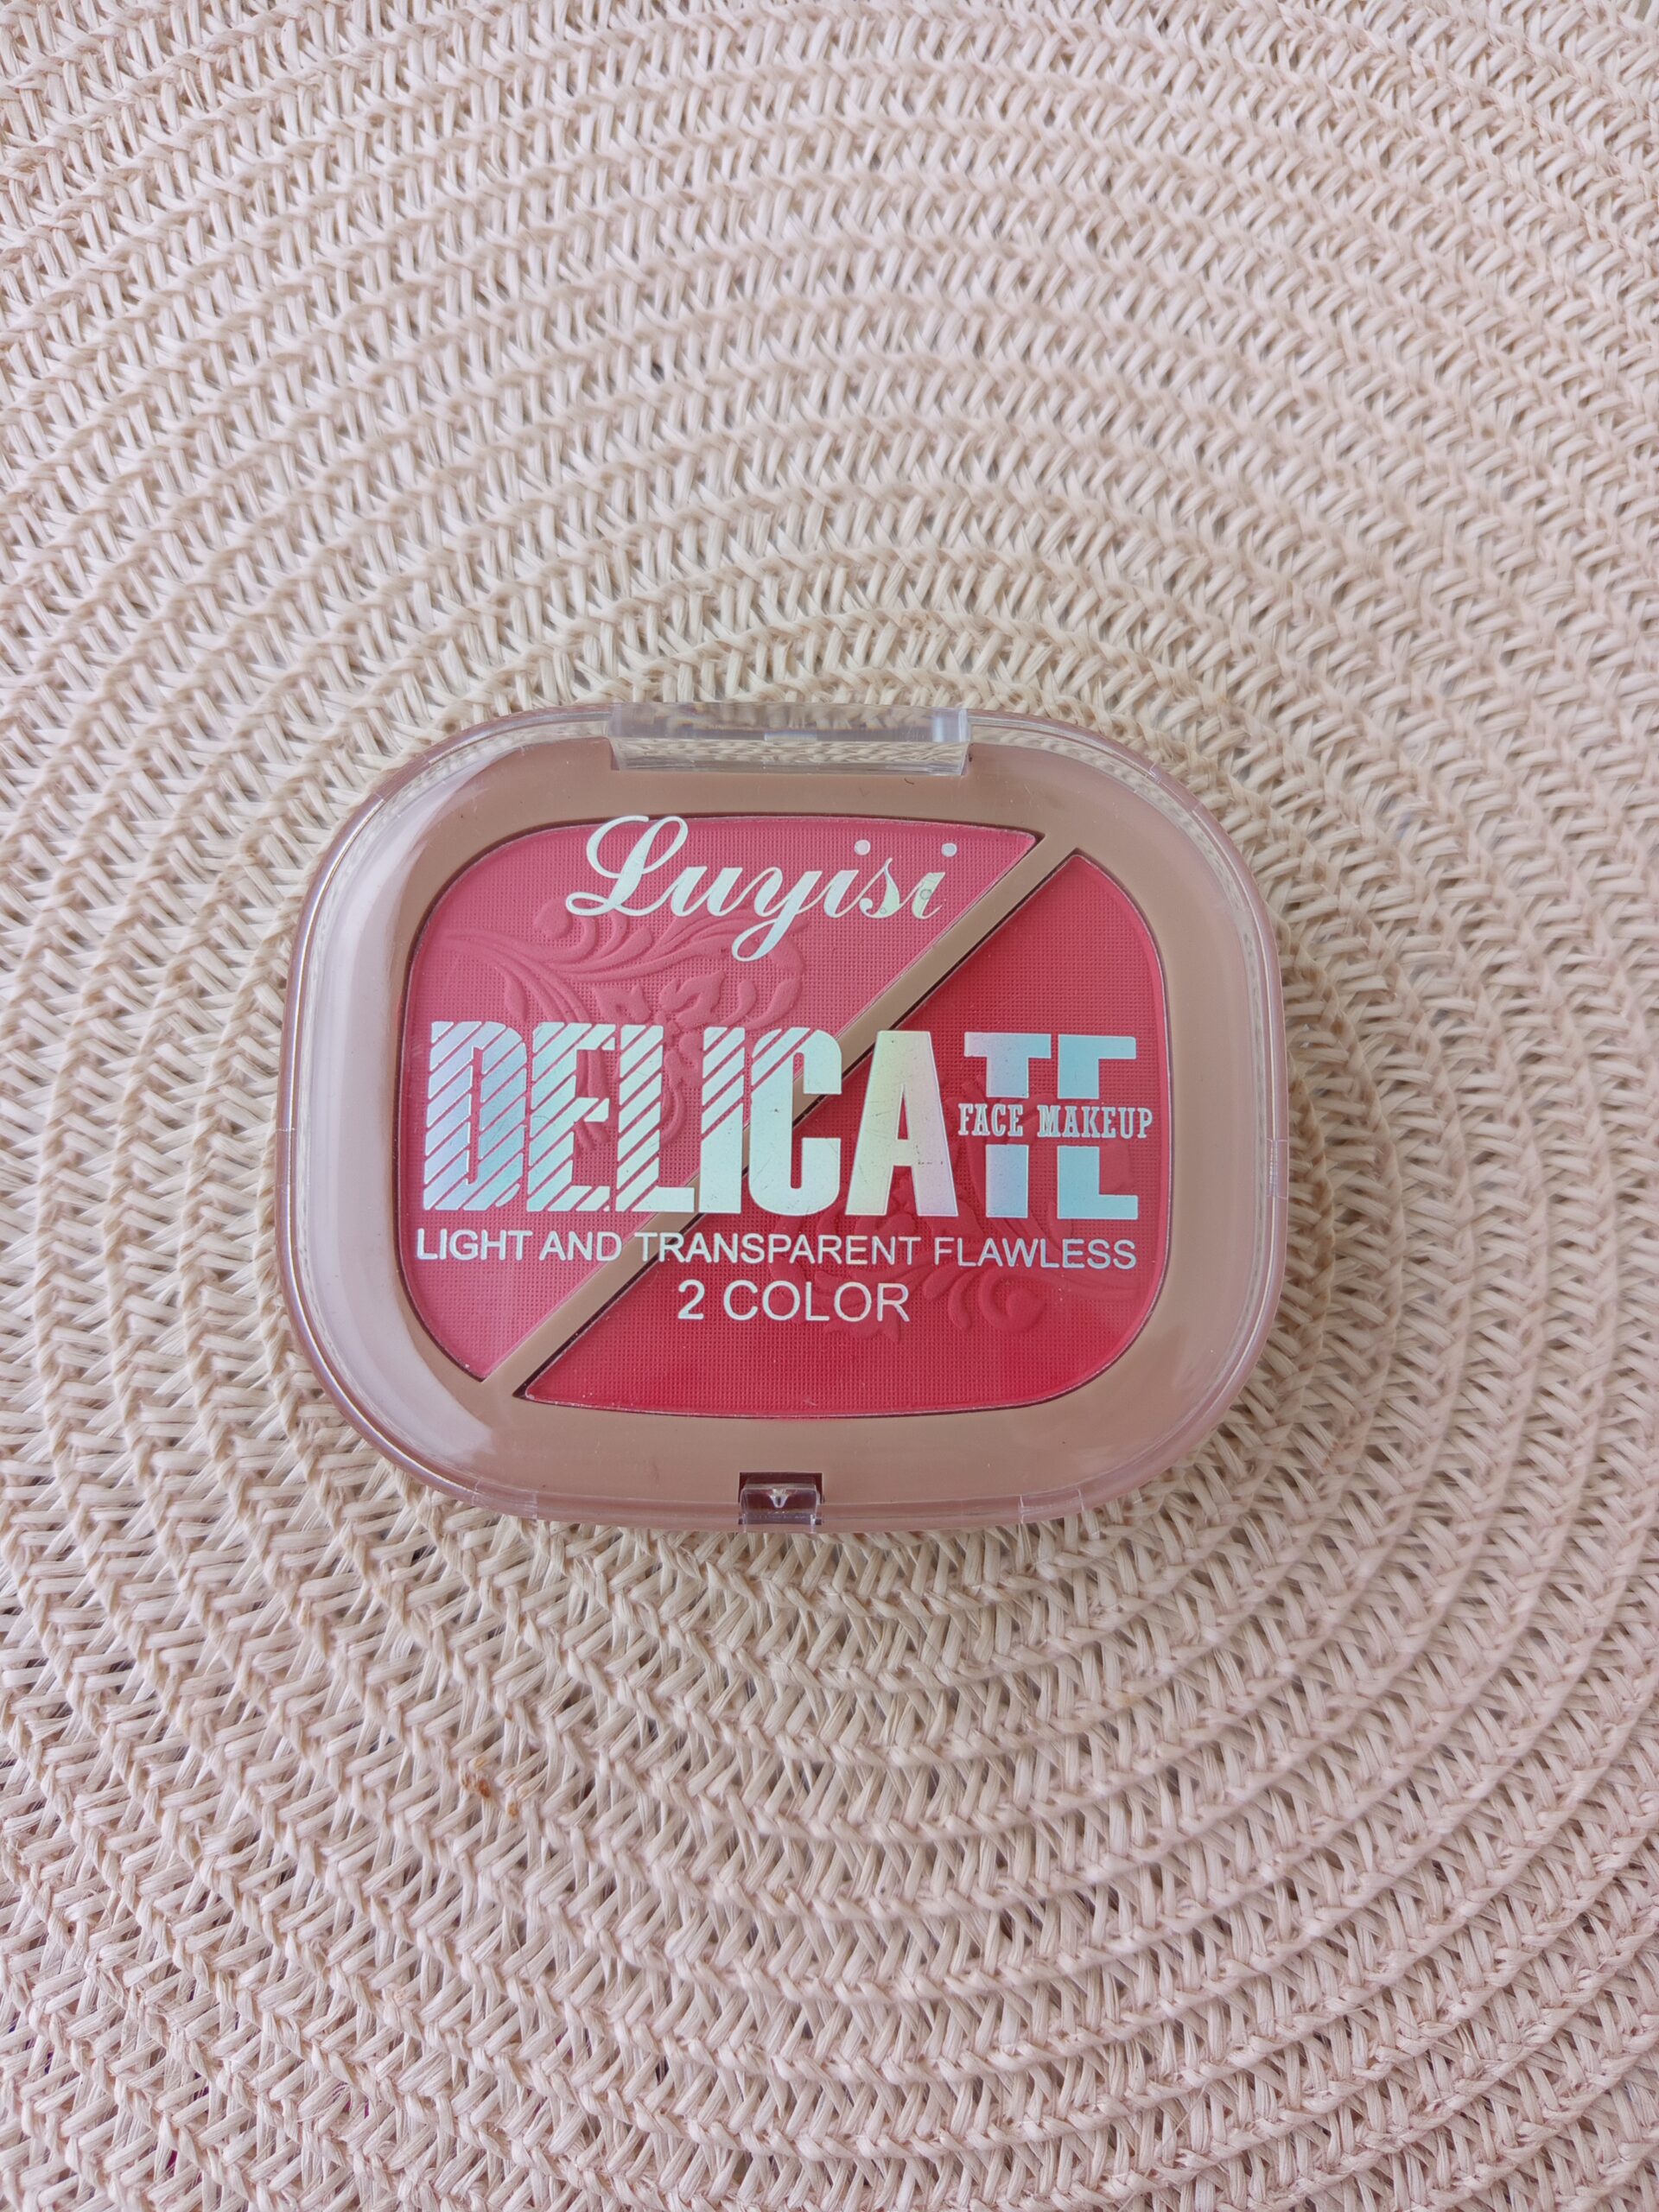 Luyisi
DELICATE
FACE MAKEUP
LIGHT AND TRANSPARENT FLAWLESS
2 COLOR